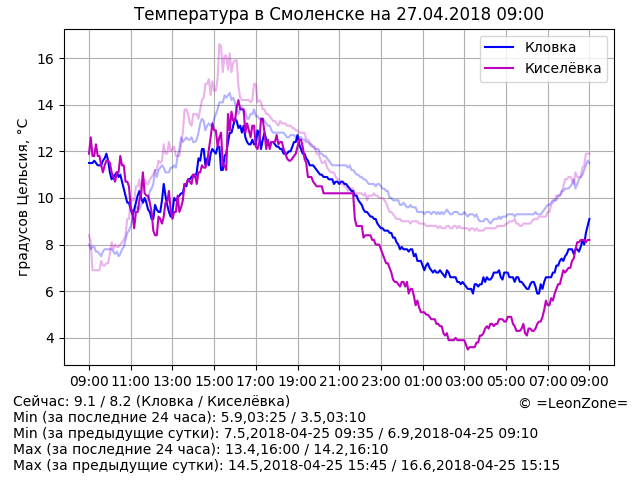 Температура в Смоленске на 27.04.2018 09:00
градусов Цельсия, °C
16
14
12
10
8
6
4
Кловка
Киселёвка
09:00 11:00 13:00 15:00 17:00 19:00 21:00 23:00 01:00 03:00 05:00 07:00 09:00
Сейчас: 9.1 / 8.2 (Кловка / Киселёвка)
© =LeonZone=
Min (за последние 24 часа): 5.9,03:25 / 3.5,03:10
Min (за предыдущие сутки): 7.5,2018-04-25 09:35 / 6.9,2018-04-25 09:10
Max (за последние 24 часа): 13.4,16:00 / 14.2,16:10
Max (за предыдущие сутки): 14.5,2018-04-25 15:45 / 16.6,2018-04-25 15:15